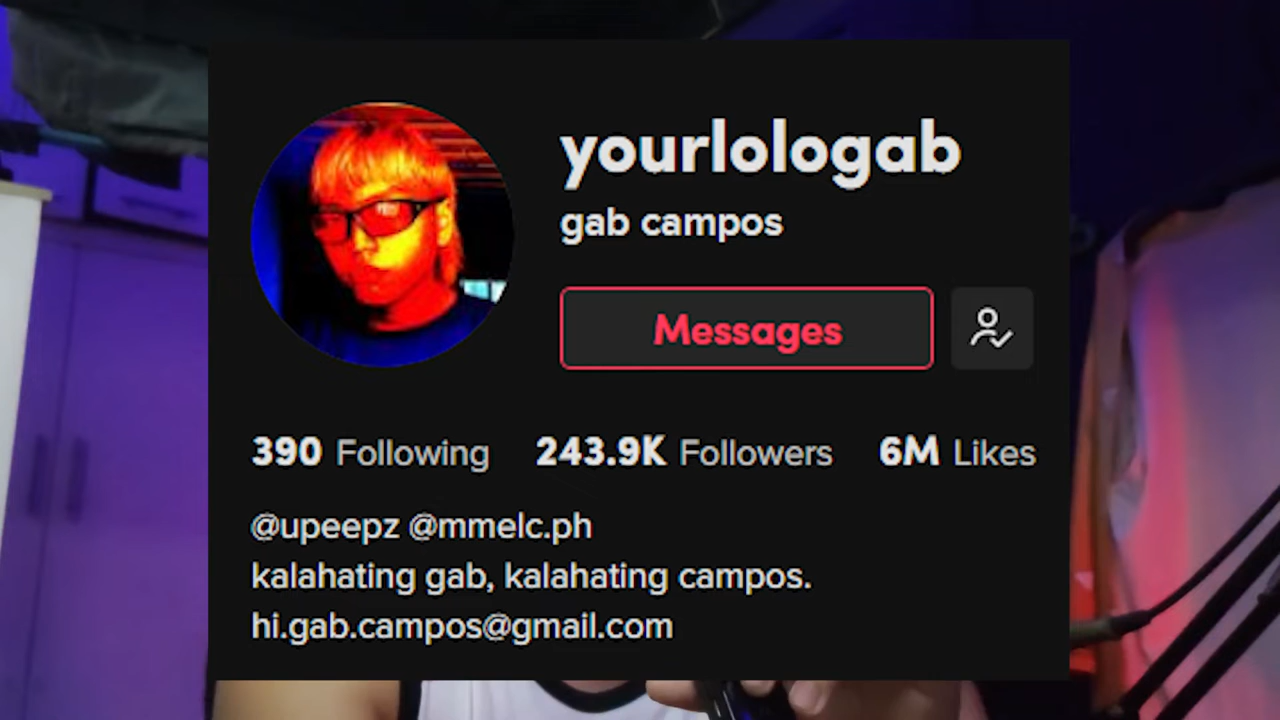 yourlologab
gab campos
Messages
390 Following 243.9K Followers 6M Likes
@upeepz @mmelc.ph
kalahating gab, kalahating campos.
hi.gab.campos@gmail.com